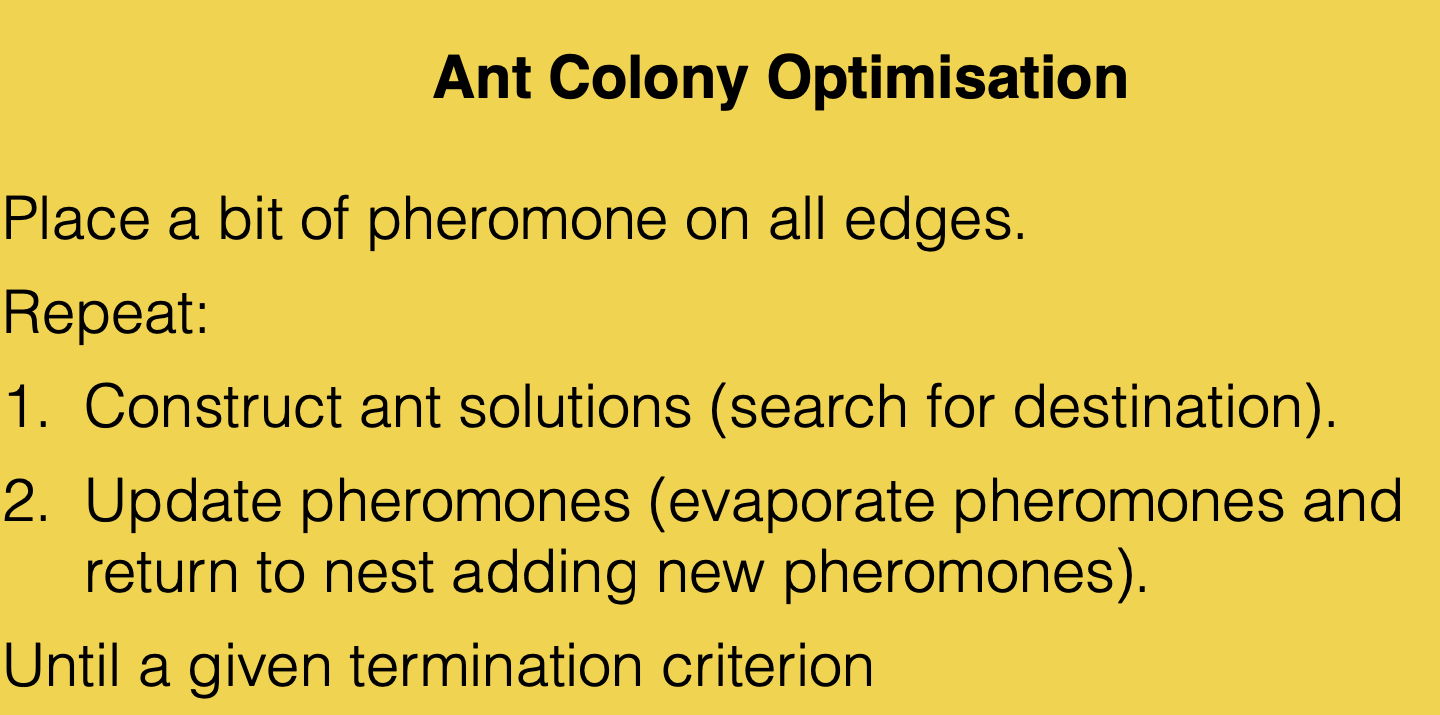 Ant Colony Optimisation
Place a bit of pheromone on all edges.
Repeat:
1. Construct ant solutions (search for destination).
2. Update pheromones (evaporate pheromones and
return to nest adding new pheromones).
Until a given termination criterion